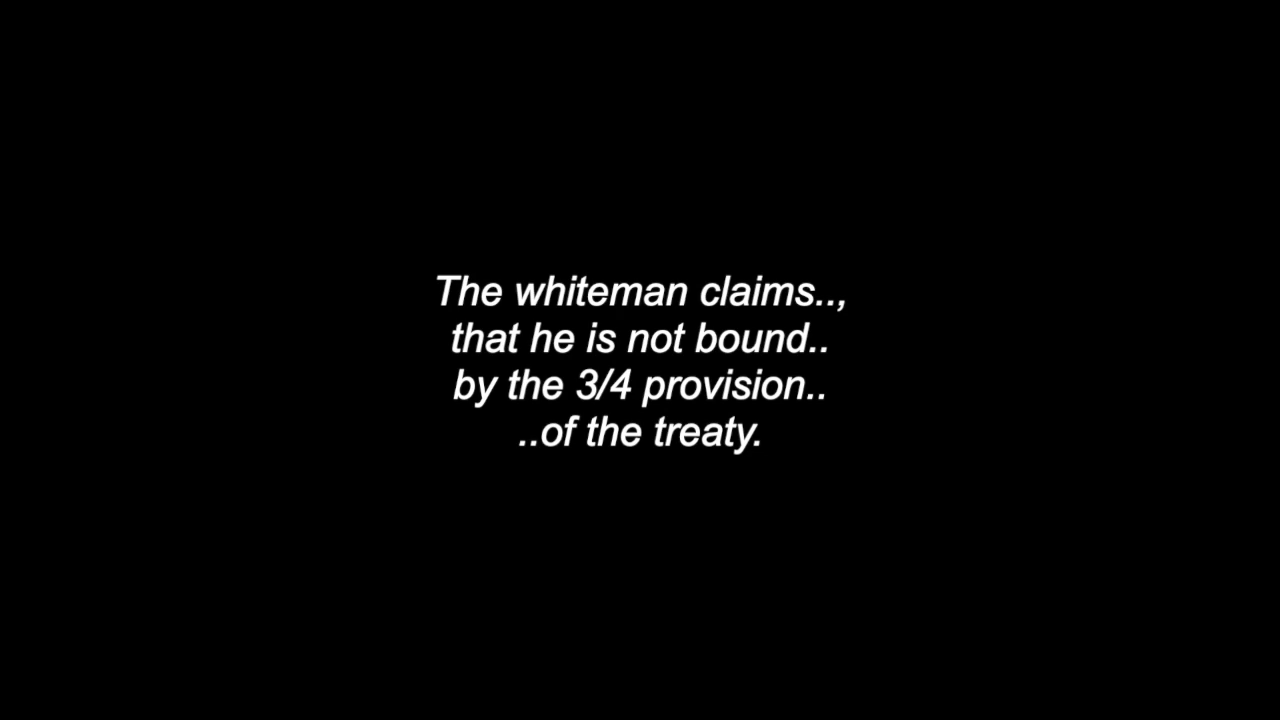 The whiteman claims..,
that he is not bound..
by the 3/4 provision..
..of the treaty.